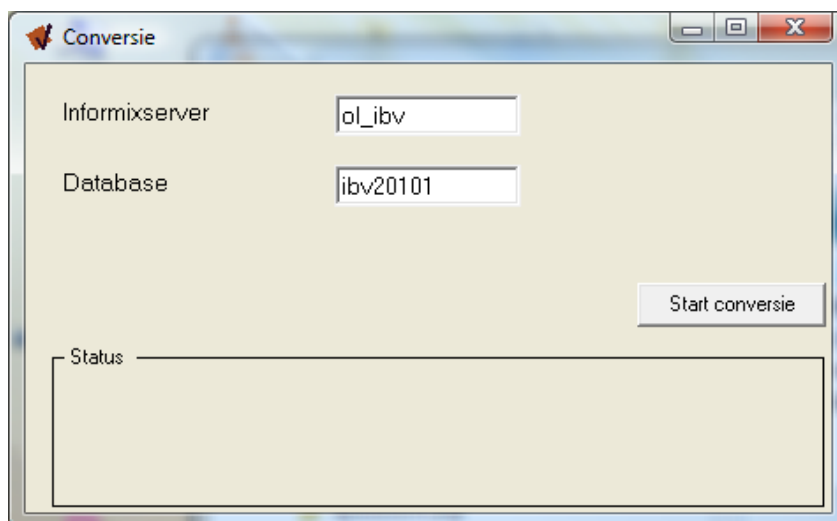 Conversie
Informixserver ol_ibv
Database ibv20101
Start conversie
Status